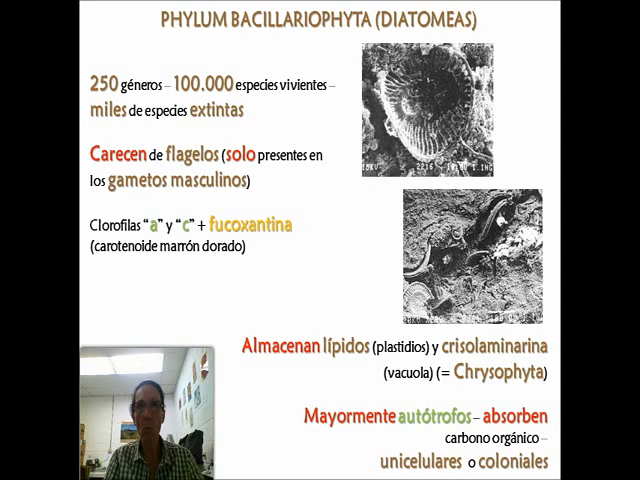 PHYLUM BACILLARIOPHYTA (DIATOMEAS)
250 géneros – 100.000 especies vivientes –
miles de especies extintas
Carecen de flagelos (solo presentes en
los gametos masculinos)
Clorofilas “a” y “c” + fucoxantina
(carotenoide marrón dorado)
Almacenan lípidos (plastidios) y crisolaminarina
(vacuola) (= Chrysophyta)
Mayormente autótrofos – absorben
carbono orgánico –
unicelulares o coloniales